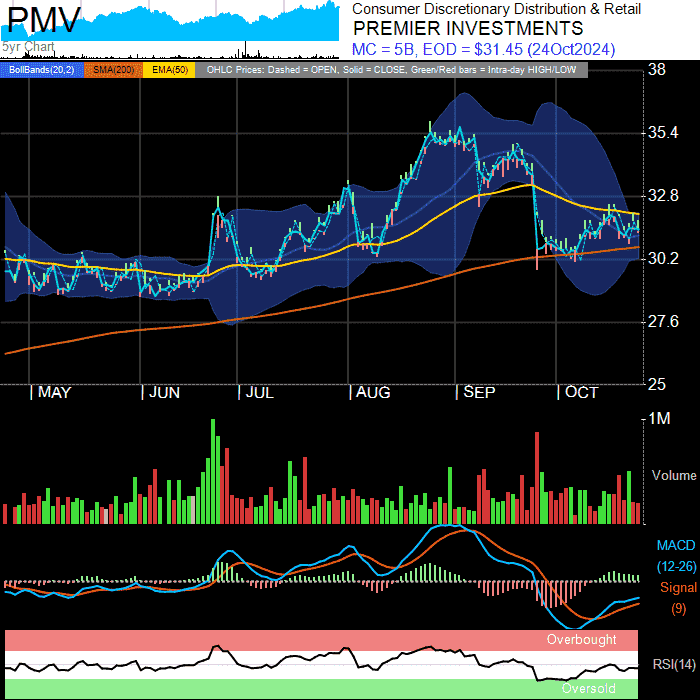 PMV
5yr Chart
Consumer Discretionary Distribution & Retail
PREMIER INVESTMENTS
MC = 5B, EOD = $31.45 (24Oct2024)
BollBands(20,2) SMA(200) EMA(50) OHLC Prices: Dashed = OPEN, Solid = CLOSE, Green/Red bars = Intra-day HIGH/LOW
38
35.4
32.8
30.2
27.6
25
MAY JUN JUL AUG SEP OCT
1M
Volume
MACD
(12-26)
Signal
(9)
Overbought
RSI(14)
Oversold